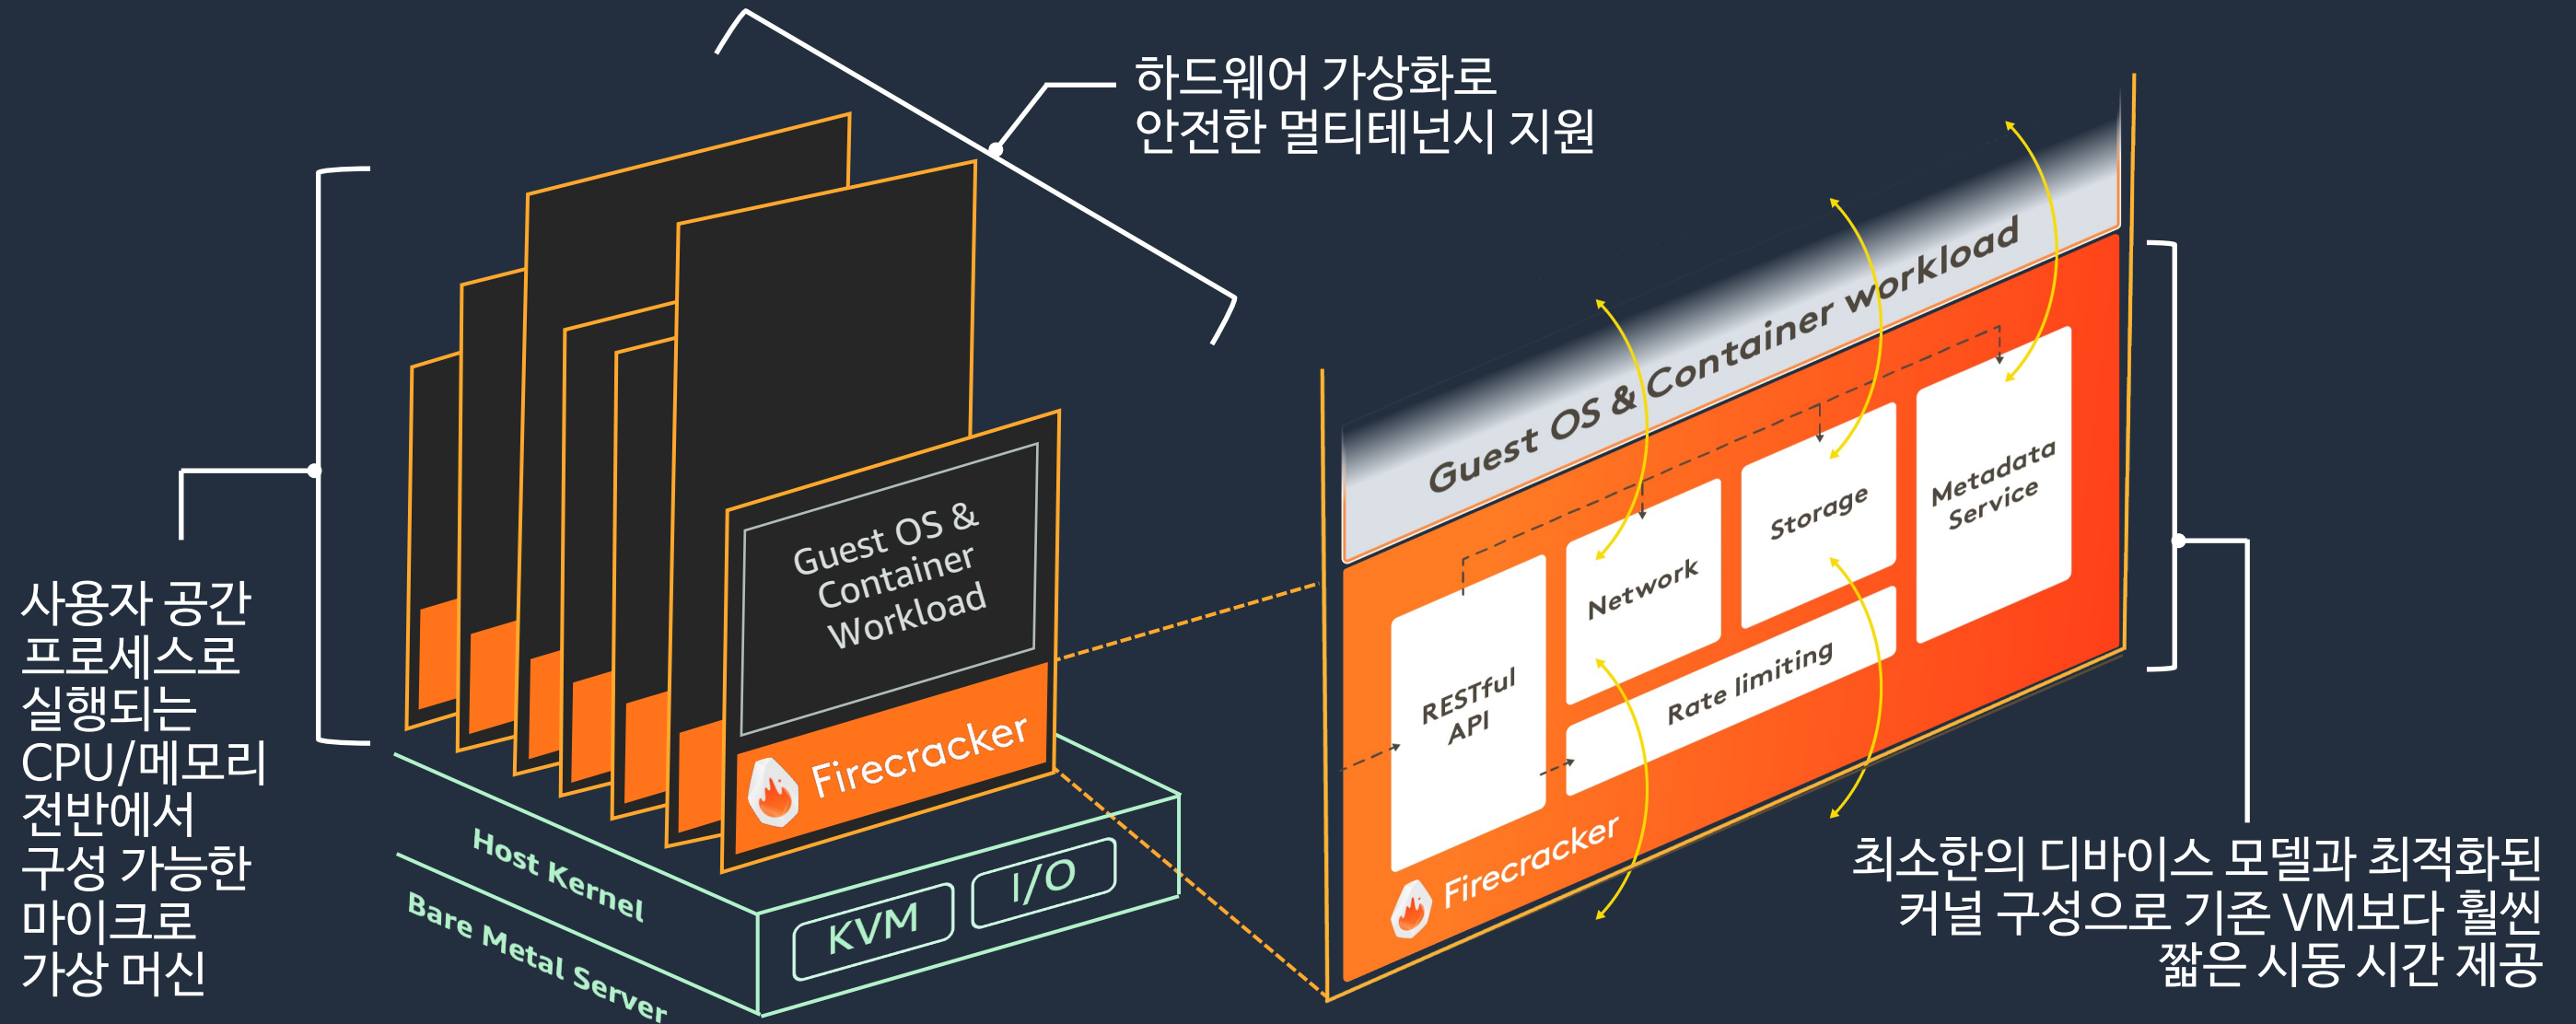 하드웨어 가상화로
안전한 멀티테넌시 지원
사용자 공간
프로세스로
실행되는
CPU/메모리
전반에서
구성 가능한
마이크로
가상 머신
Guest OS &
Container
Workload
Firecracker
Host Kernel
Bare Metal Server
KVM
I/O
Guest OS & Container workload
RESTful
API
Network
Storage
Metadata
Service
Rate limiting
Firecracker
최소한의 디바이스 모델과 최적화된
커널 구성으로 기존 VM보다 훨씬
짧은 시동 시간 제공